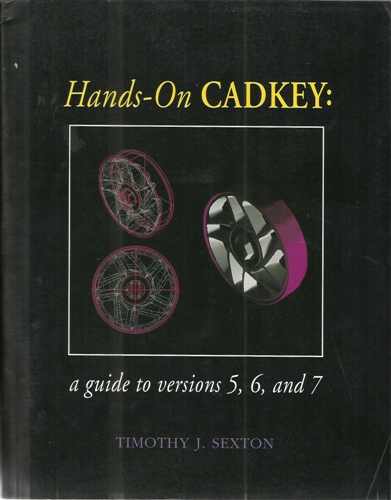 Hands-On CADKEY:
a guide to versions 5, 6, and 7
TIMOTHY J. SEXTON